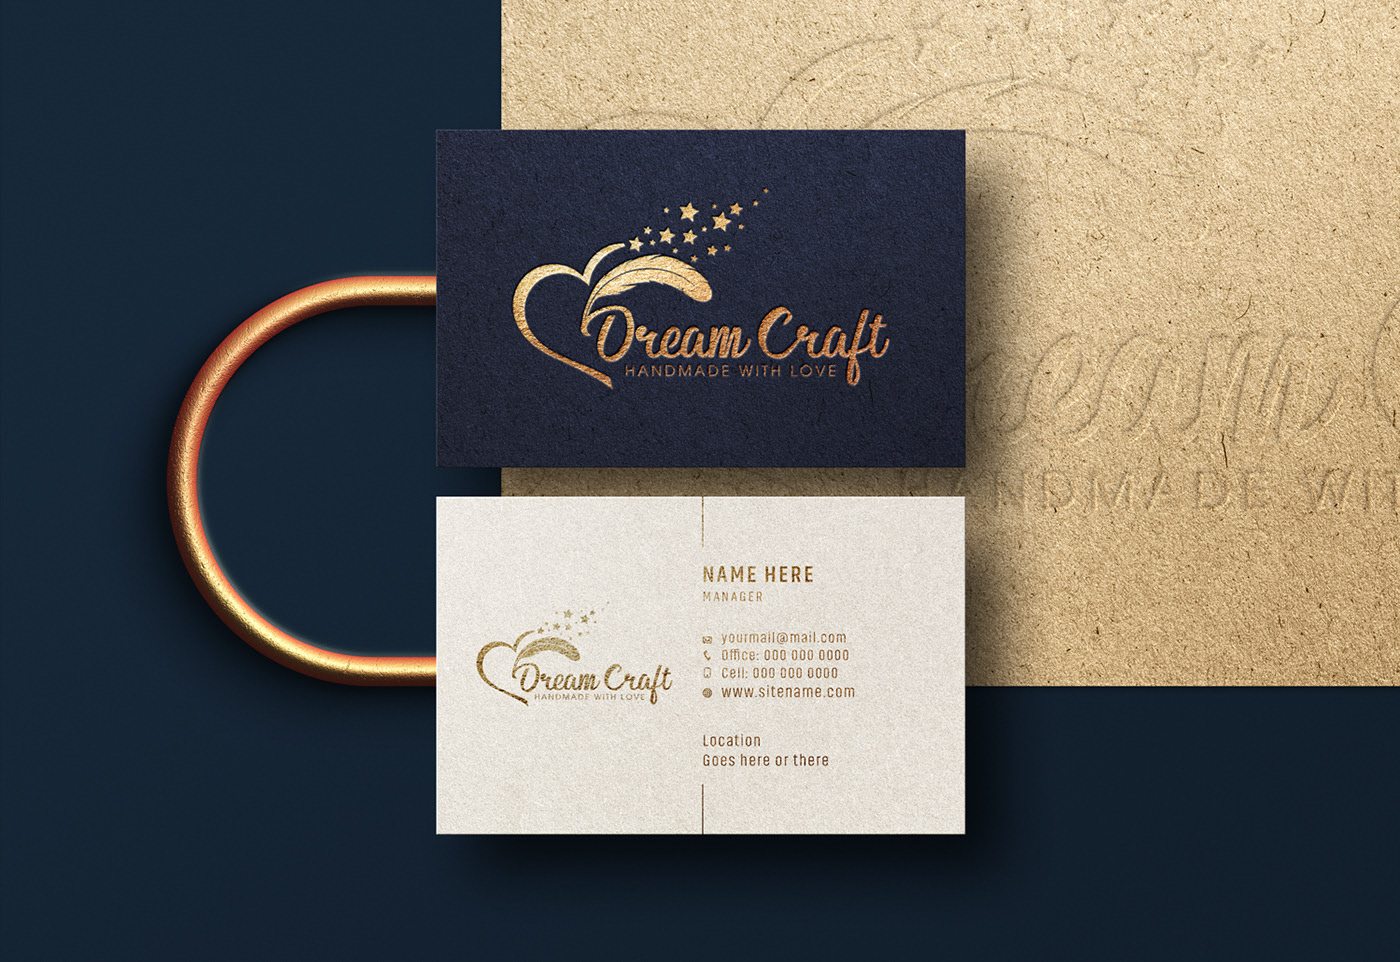 Dream Craft
HANDMADE WITH LOVE
HANDMADE
NAME HERE
MANAGER
yourmail@mail.com
Office: 000 000 0000
Cell: 000 000 0000
www.sitename.com
Dream Craft
HANDMADE WITH LOVE
Location
Goes here or there